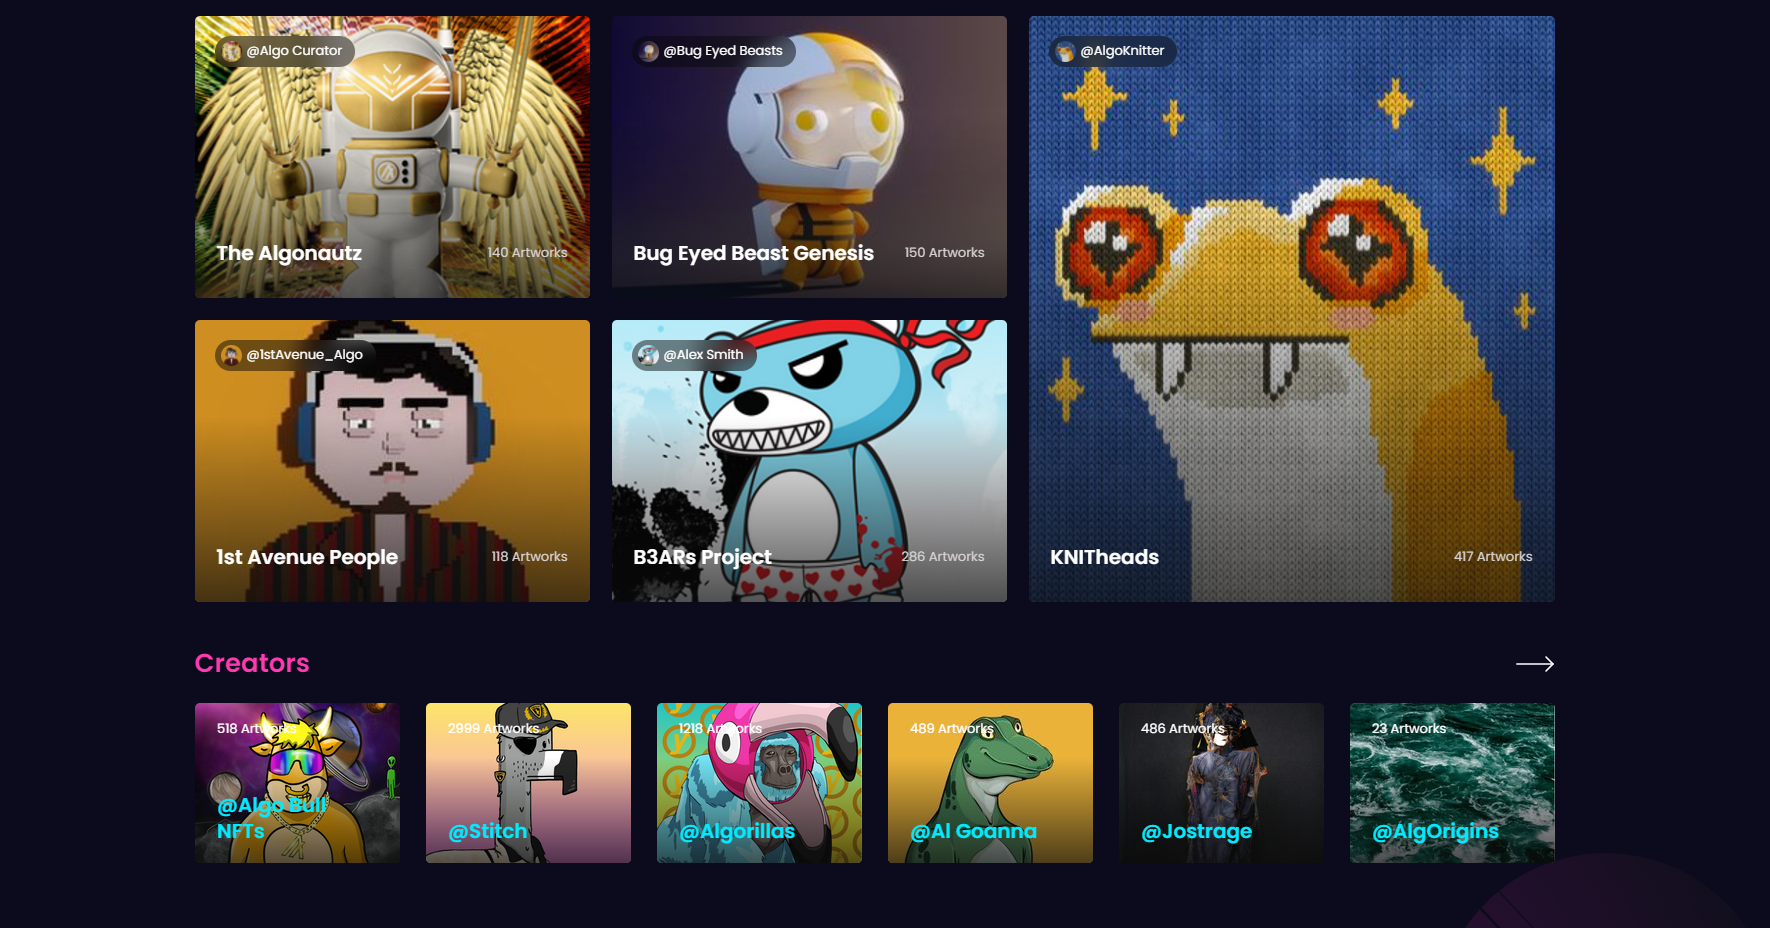 @Algo Curator
The Algonautz
140 Artworks
@Bug Eyed Beasts
Bug Eyed Beast Genesis
150 Artworks
@AlgoKnitter
KNITheads
417 Artworks
@1stAvenue_Algo
1st Avenue People
118 Artworks
@Alex Smith
B3ARs Project
286 Artworks
Creators
518 Artworks
@Algo Bull
NFTs
2999 Artworks
@Stitch
1218 Artworks
@Algorillas
489 Artworks
@Al Goanna
486 Artworks
@Jostrage
23 Artworks
@AlgOrigins